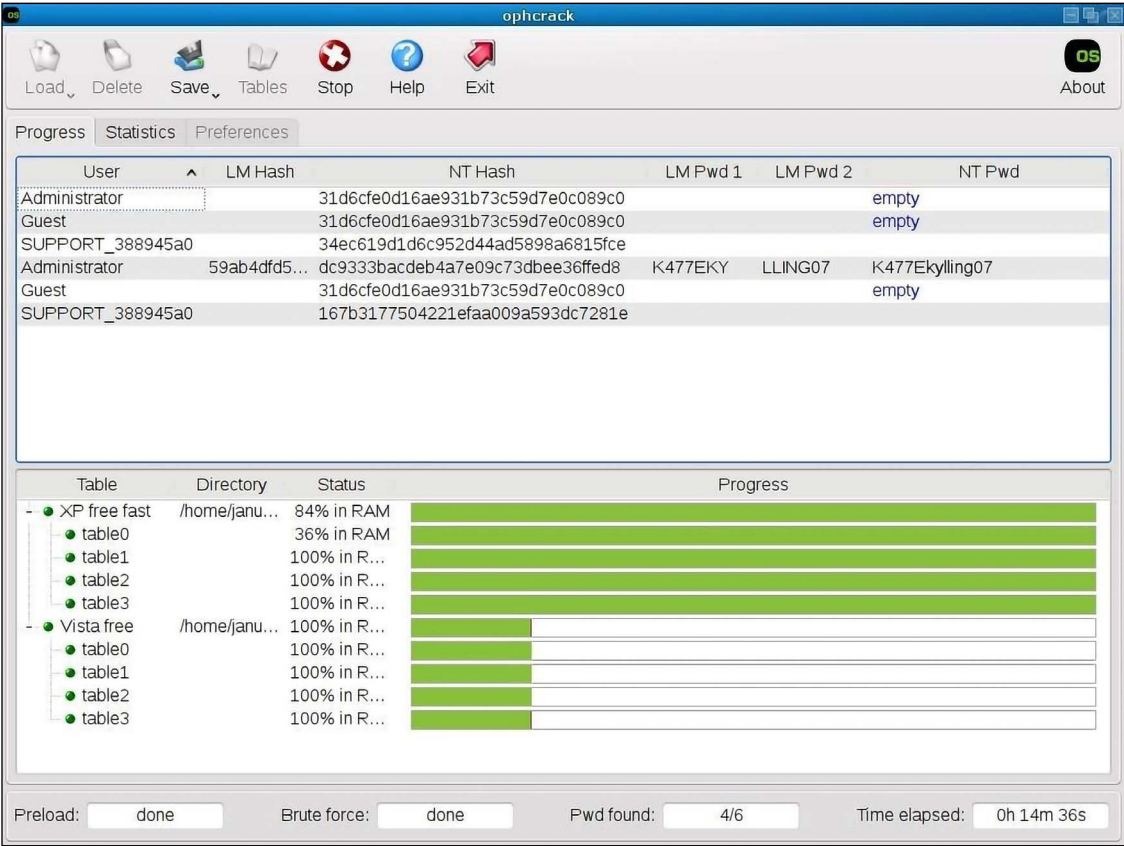 os ophcrack
Load Delete Save Tables Stop Help Exit OS About
Progress Statistics Preferences
User LM Hash NT Hash LM Pwd 1 LM Pwd 2 NT Pwd
Administrator 31d6cfe0d16ae931b73c59d7e0c089c0 empty
Guest 31d6cfe0d16ae931b73c59d7e0c089c0 empty
SUPPORT_388945a0 34ec619d1d6c952d44ad5898a6815fce
Administrator 59ab4dfd5... dc9333bacdeb4a7e09c73dbee36ffed8 K477EKY LLING07 K477Ekylling07
Guest 31d6cfe0d16ae931b73c59d7e0c089c0 empty
SUPPORT_388945a0 167b3177504221efaa009a593dc7281e
Table Directory Status Progress
XP free fast /home/janu... 84% in RAM
table0 36% in RAM
table1 100% in R...
table2 100% in R...
table3 100% in R...
Vista free /home/janu... 100% in R...
table0 100% in R...
table1 100% in R...
table2 100% in R...
table3 100% in R...
Preload: done Brute force: done Pwd found: 4/6 Time elapsed: 0h 14m 36s